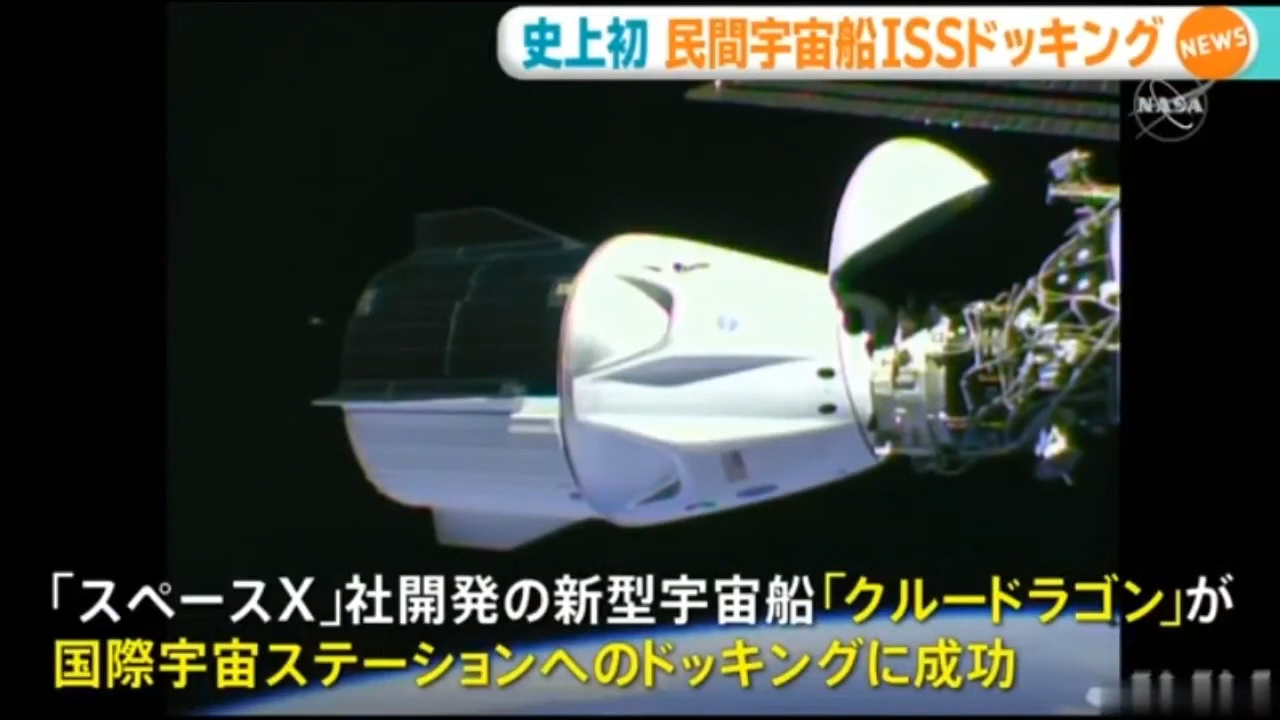 史上初 民間宇宙船ISSドッキング
NEWS
NASA
「スペースX」社開発の新型宇宙船「クルードラゴン」が
国際宇宙ステーションへのドッキングに成功